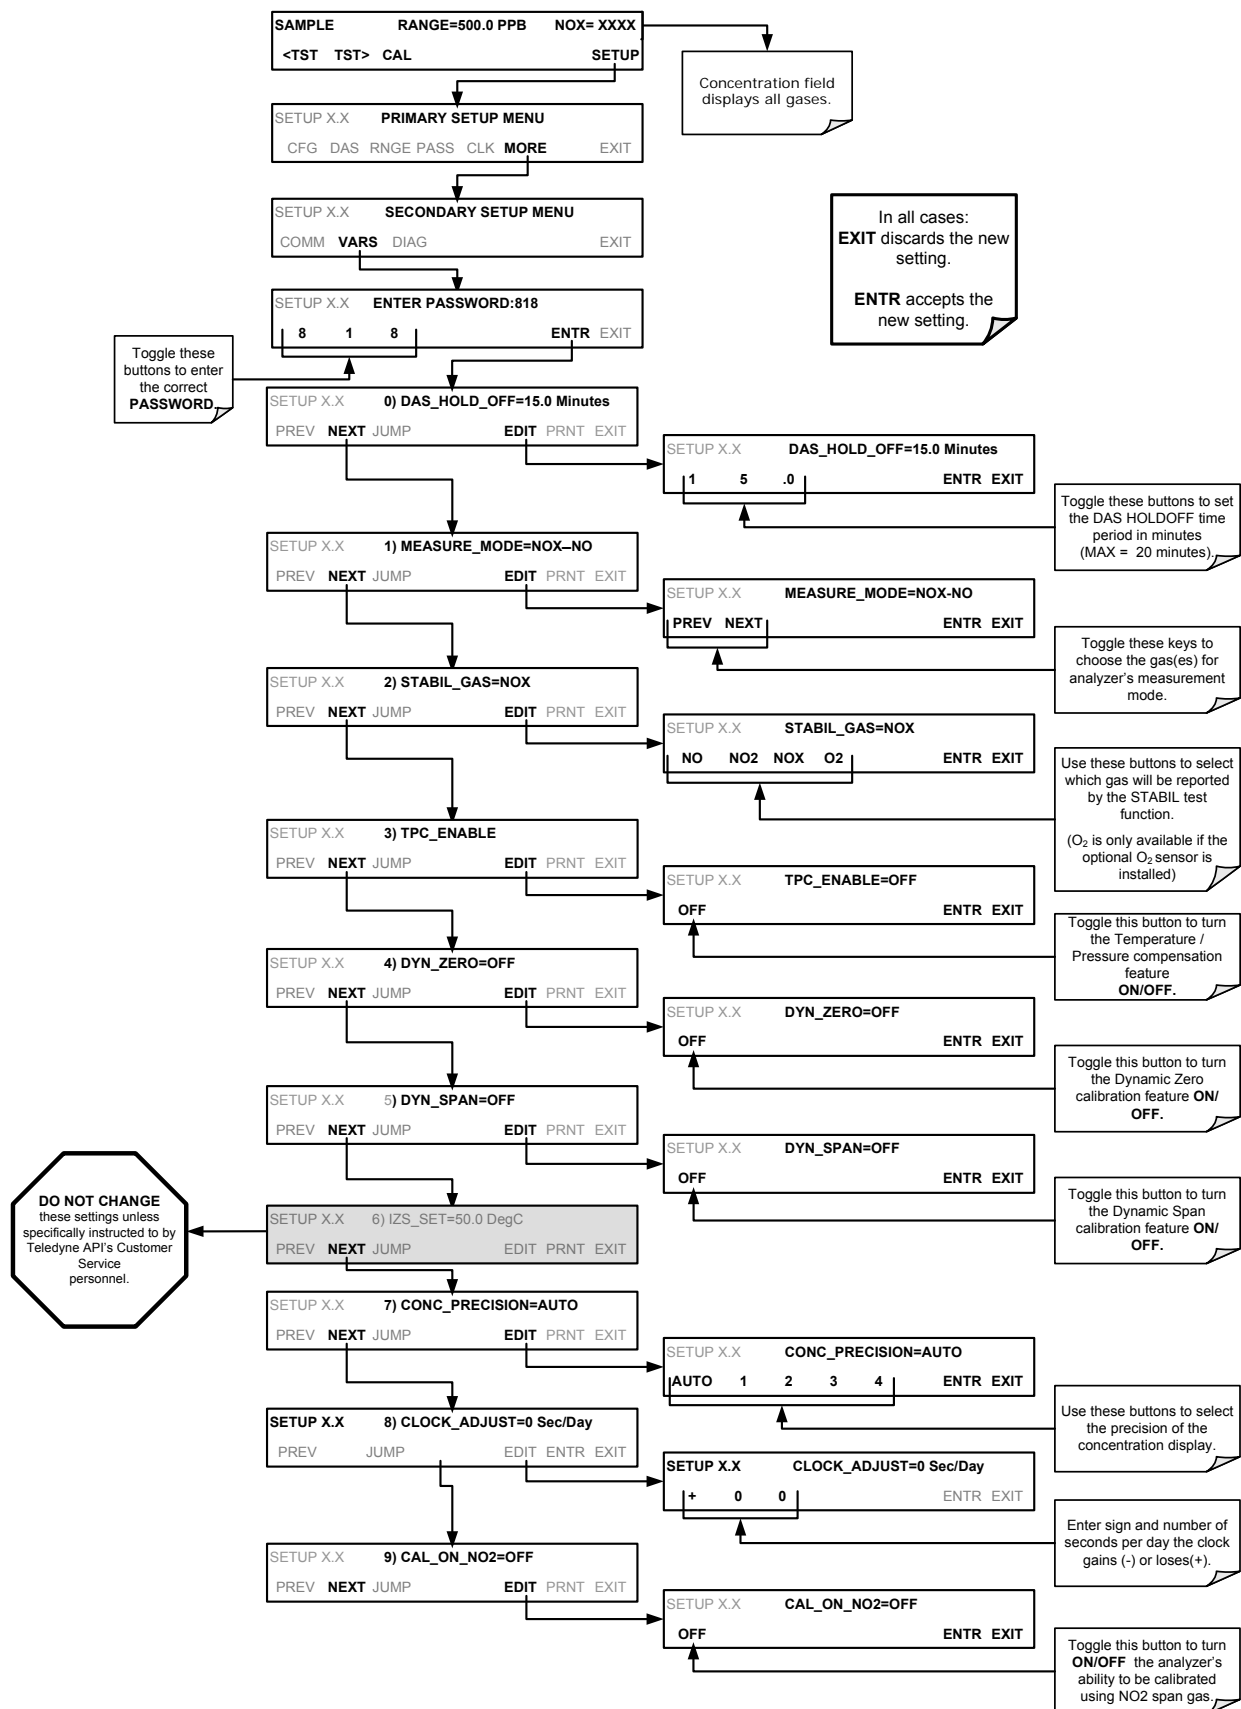 SAMPLE RANGE=500.0 PPB NOX= XXXX
<TST TST> CAL SETUP
Concentration field
displays all gases.
SETUP X.X PRIMARY SETUP MENU
CFG DAS RNGE PASS CLK MORE EXIT
SETUP X.X SECONDARY SETUP MENU
COMM VARS DIAG EXIT
In all cases:
EXIT discards the new
setting.
ENTR accepts the
new setting.
SETUP X.X ENTER PASSWORD:818
8 1 8 ENTR EXIT
Toggle these
buttons to enter
the correct
PASSWORD.
SETUP X.X 0) DAS_HOLD_OFF=15.0 Minutes
PREV NEXT JUMP EDIT PRNT EXIT
SETUP X.X DAS_HOLD_OFF=15.0 Minutes
1 5 .0 ENTR EXIT
Toggle these buttons to set
the DAS HOLDOFF time
period in minutes
(MAX = 20 minutes).
SETUP X.X 1) MEASURE_MODE=NOX–NO
PREV NEXT JUMP EDIT PRNT EXIT
SETUP X.X MEASURE_MODE=NOX-NO
PREV NEXT ENTR EXIT
Toggle these keys to
choose the gas(es) for
analyzer's measurement
mode.
SETUP X.X 2) STABIL_GAS=NOX
PREV NEXT JUMP EDIT PRNT EXIT
SETUP X.X STABIL_GAS=NOX
NO NO2 NOX O2 ENTR EXIT
Use these buttons to select
which gas will be reported
by the STABIL test
function.
(O2 is only available if the
optional O2 sensor is
installed)
SETUP X.X 3) TPC_ENABLE
PREV NEXT JUMP EDIT PRNT EXIT
SETUP X.X TPC_ENABLE=OFF
OFF ENTR EXIT
Toggle this button to turn
the Temperature /
Pressure compensation
feature
ON/OFF.
SETUP X.X 4) DYN_ZERO=OFF
PREV NEXT JUMP EDIT PRNT EXIT
SETUP X.X DYN_ZERO=OFF
OFF ENTR EXIT
Toggle this button to turn
the Dynamic Zero
calibration feature ON/
OFF.
SETUP X.X 5) DYN_SPAN=OFF
PREV NEXT JUMP EDIT PRNT EXIT
SETUP X.X DYN_SPAN=OFF
OFF ENTR EXIT
Toggle this button to turn
the Dynamic Span
calibration feature ON/
OFF.
DO NOT CHANGE
these settings unless
specifically instructed to by
Teledyne API's Customer
Service
personnel.
SETUP X.X 6) IZS_SET=50.0 DegC
PREV NEXT JUMP EDIT PRNT EXIT
SETUP X.X 7) CONC_PRECISION=AUTO
PREV NEXT JUMP EDIT PRNT EXIT
SETUP X.X CONC_PRECISION=AUTO
AUTO 1 2 3 4 ENTR EXIT
Use these buttons to select
the precision of the
concentration display.
SETUP X.X 8) CLOCK_ADJUST=0 Sec/Day
PREV JUMP EDIT ENTR EXIT
SETUP X.X CLOCK_ADJUST=0 Sec/Day
+ 0 0 ENTR EXIT
Enter sign and number of
seconds per day the clock
gains (-) or loses(+).
SETUP X.X 9) CAL_ON_NO2=OFF
PREV NEXT JUMP EDIT PRNT EXIT
SETUP X.X CAL_ON_NO2=OFF
OFF ENTR EXIT
Toggle this button to turn
ON/OFF the analyzer's
ability to be calibrated
using NO2 span gas.